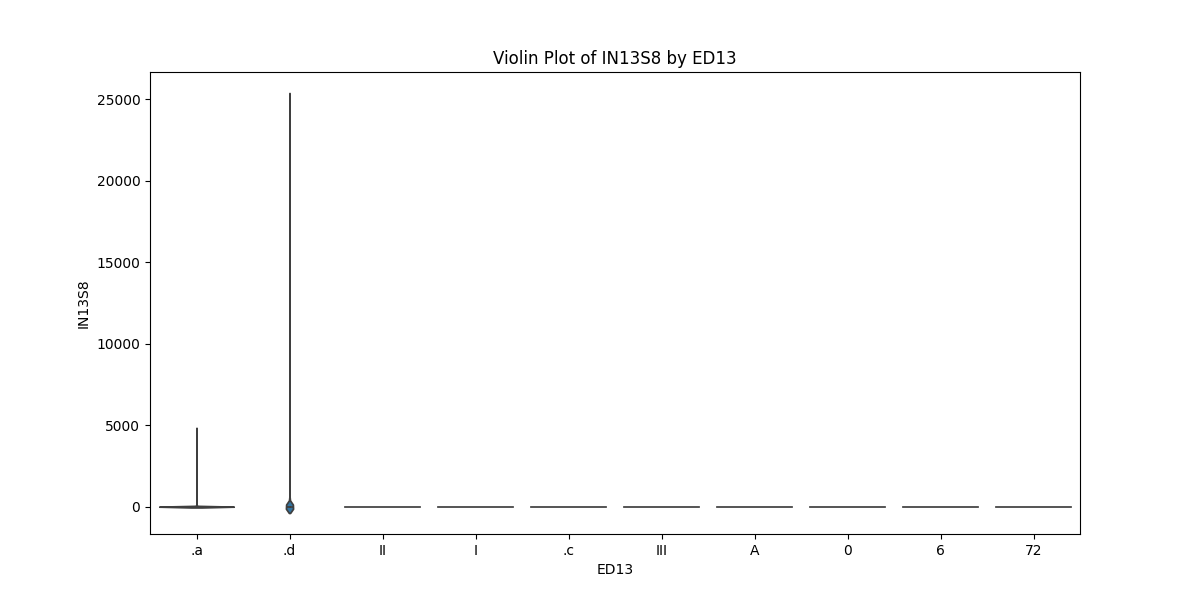 Violin Plot of IN13S8 by ED13
25000
20000
15000
10000
5000
0
IN13S8
.a .d II I .c III A 0 6 72
ED13